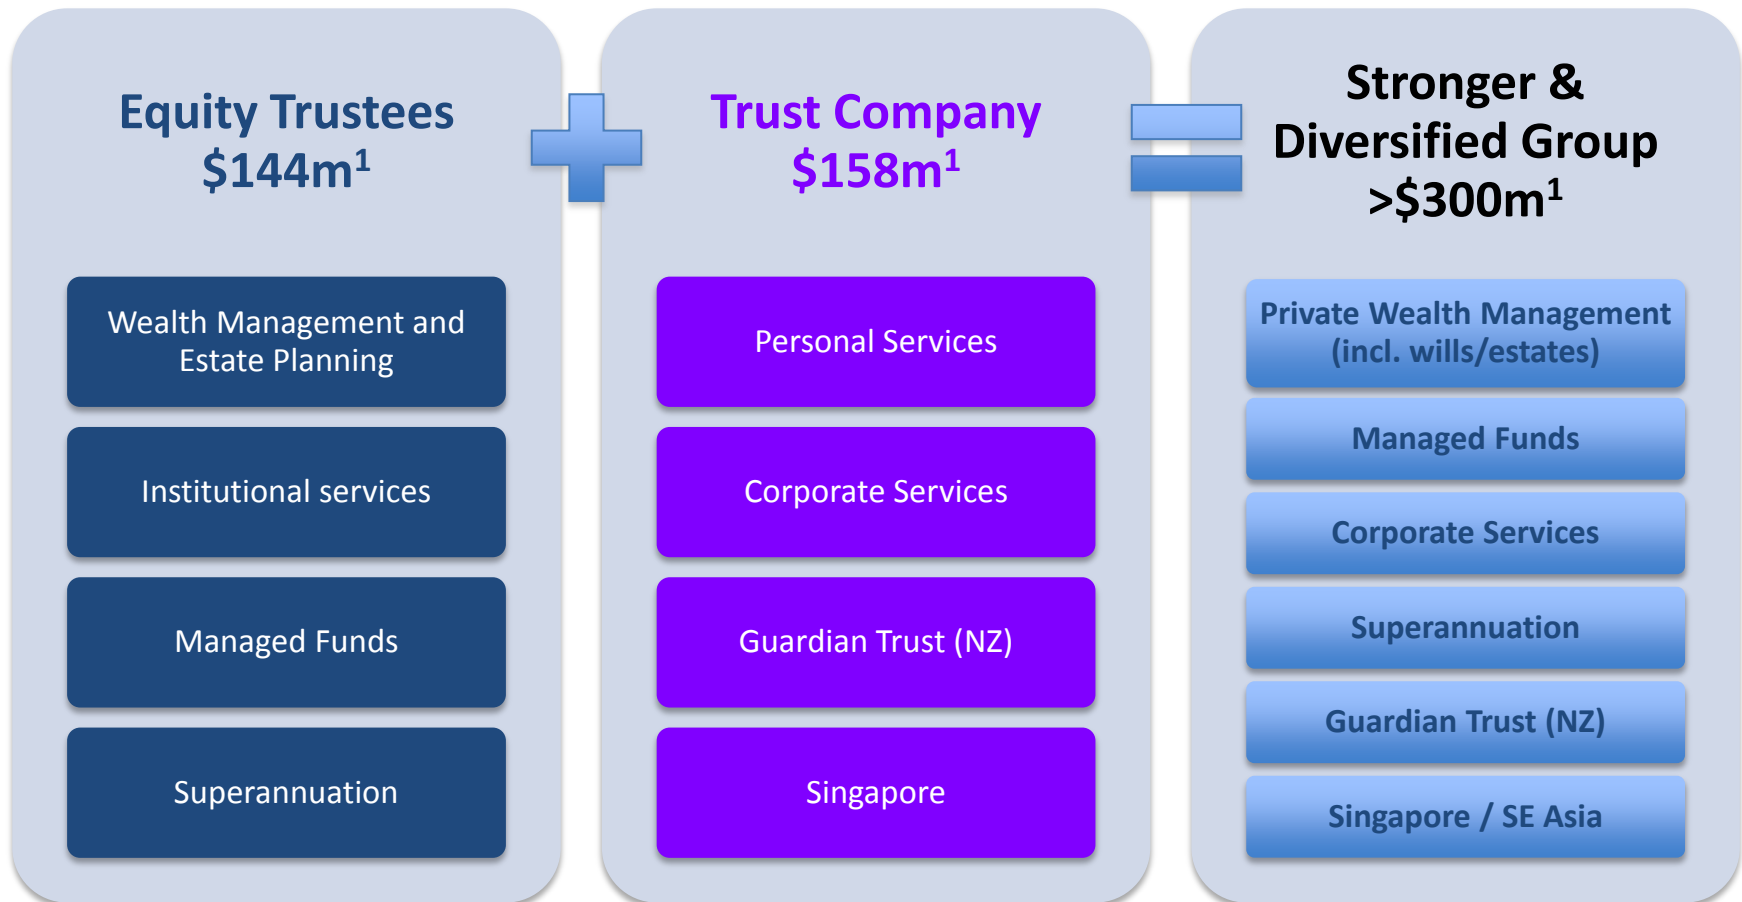 Equity Trustees
$144m¹
Wealth Management and
Estate Planning
Institutional services
Managed Funds
Superannuation
Trust Company
$158m¹
Personal Services
Corporate Services
Guardian Trust (NZ)
Singapore
Stronger &
Diversified Group
>$300m¹
Private Wealth Management
(incl. wills/estates)
Managed Funds
Corporate Services
Superannuation
Guardian Trust (NZ)
Singapore / SE Asia